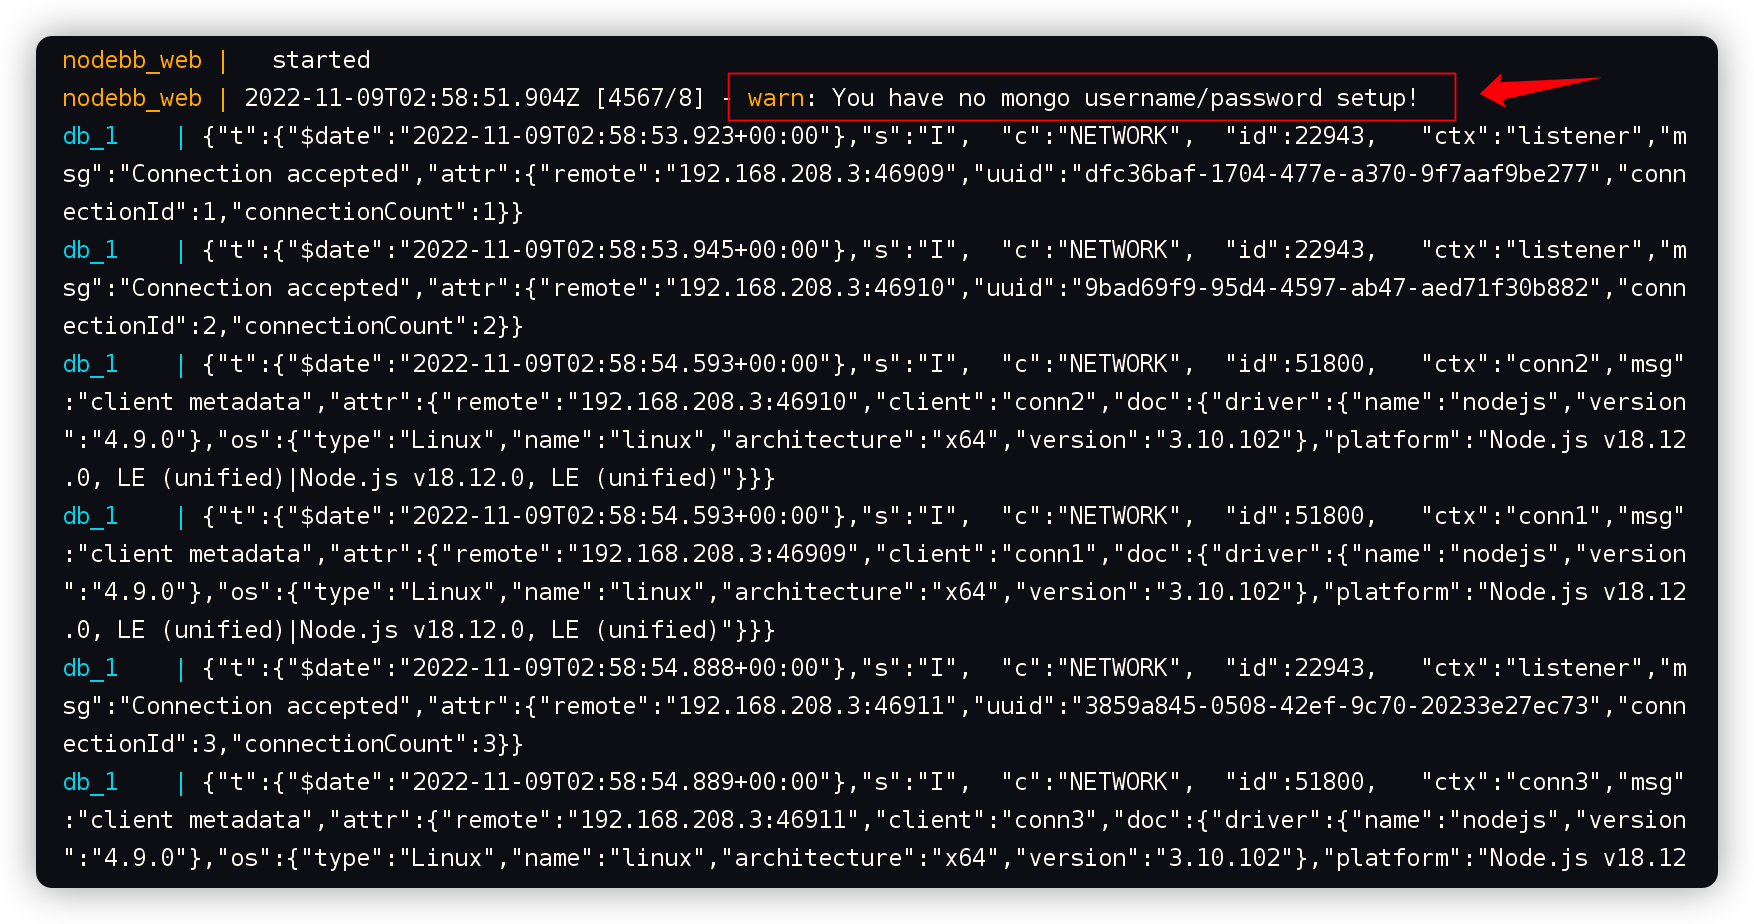 nodebb_web |   started
nodebb_web | 2022-11-09T02:58:51.904Z [4567/8] - warn: You have no mongo username/password setup!
db_1    | {"t":{"$date":"2022-11-09T02:58:53.923+00:00"},"s":"I",  "c":"NETWORK",  "id":22943,   "ctx":"listener","m
sg":"Connection accepted","attr":{"remote":"192.168.208.3:46909","uuid":"dfc36baf-1704-477e-a370-9f7aaf9be277","conn
ectionId":1,"connectionCount":1}}
db_1    | {"t":{"$date":"2022-11-09T02:58:53.945+00:00"},"s":"I",  "c":"NETWORK",  "id":22943,   "ctx":"listener","m
sg":"Connection accepted","attr":{"remote":"192.168.208.3:46910","uuid":"9bad69f9-95d4-4597-ab47-aed71f30b882","conn
ectionId":2,"connectionCount":2}}
db_1    | {"t":{"$date":"2022-11-09T02:58:54.593+00:00"},"s":"I",  "c":"NETWORK",  "id":51800,   "ctx":"conn2","msg"
:"client metadata","attr":{"remote":"192.168.208.3:46910","client":"conn2","doc":{"driver":{"name":"nodejs","version
":"4.9.0"},"os":{"type":"Linux","name":"linux","architecture":"x64","version":"3.10.102"},"platform":"Node.js v18.12
.0, LE (unified)|Node.js v18.12.0, LE (unified)"}}}
db_1    | {"t":{"$date":"2022-11-09T02:58:54.593+00:00"},"s":"I",  "c":"NETWORK",  "id":51800,   "ctx":"conn1","msg"
:"client metadata","attr":{"remote":"192.168.208.3:46909","client":"conn1","doc":{"driver":{"name":"nodejs","version
":"4.9.0"},"os":{"type":"Linux","name":"linux","architecture":"x64","version":"3.10.102"},"platform":"Node.js v18.12
.0, LE (unified)|Node.js v18.12.0, LE (unified)"}}}
db_1    | {"t":{"$date":"2022-11-09T02:58:54.888+00:00"},"s":"I",  "c":"NETWORK",  "id":22943,   "ctx":"listener","m
sg":"Connection accepted","attr":{"remote":"192.168.208.3:46911","uuid":"3859a845-0508-42ef-9c70-20233e27ec73","conn
ectionId":3,"connectionCount":3}}
db_1    | {"t":{"$date":"2022-11-09T02:58:54.889+00:00"},"s":"I",  "c":"NETWORK",  "id":51800,   "ctx":"conn3","msg"
:"client metadata","attr":{"remote":"192.168.208.3:46911","client":"conn3","doc":{"driver":{"name":"nodejs","version
":"4.9.0"},"os":{"type":"Linux","name":"linux","architecture":"x64","version":"3.10.102"},"platform":"Node.js v18.12